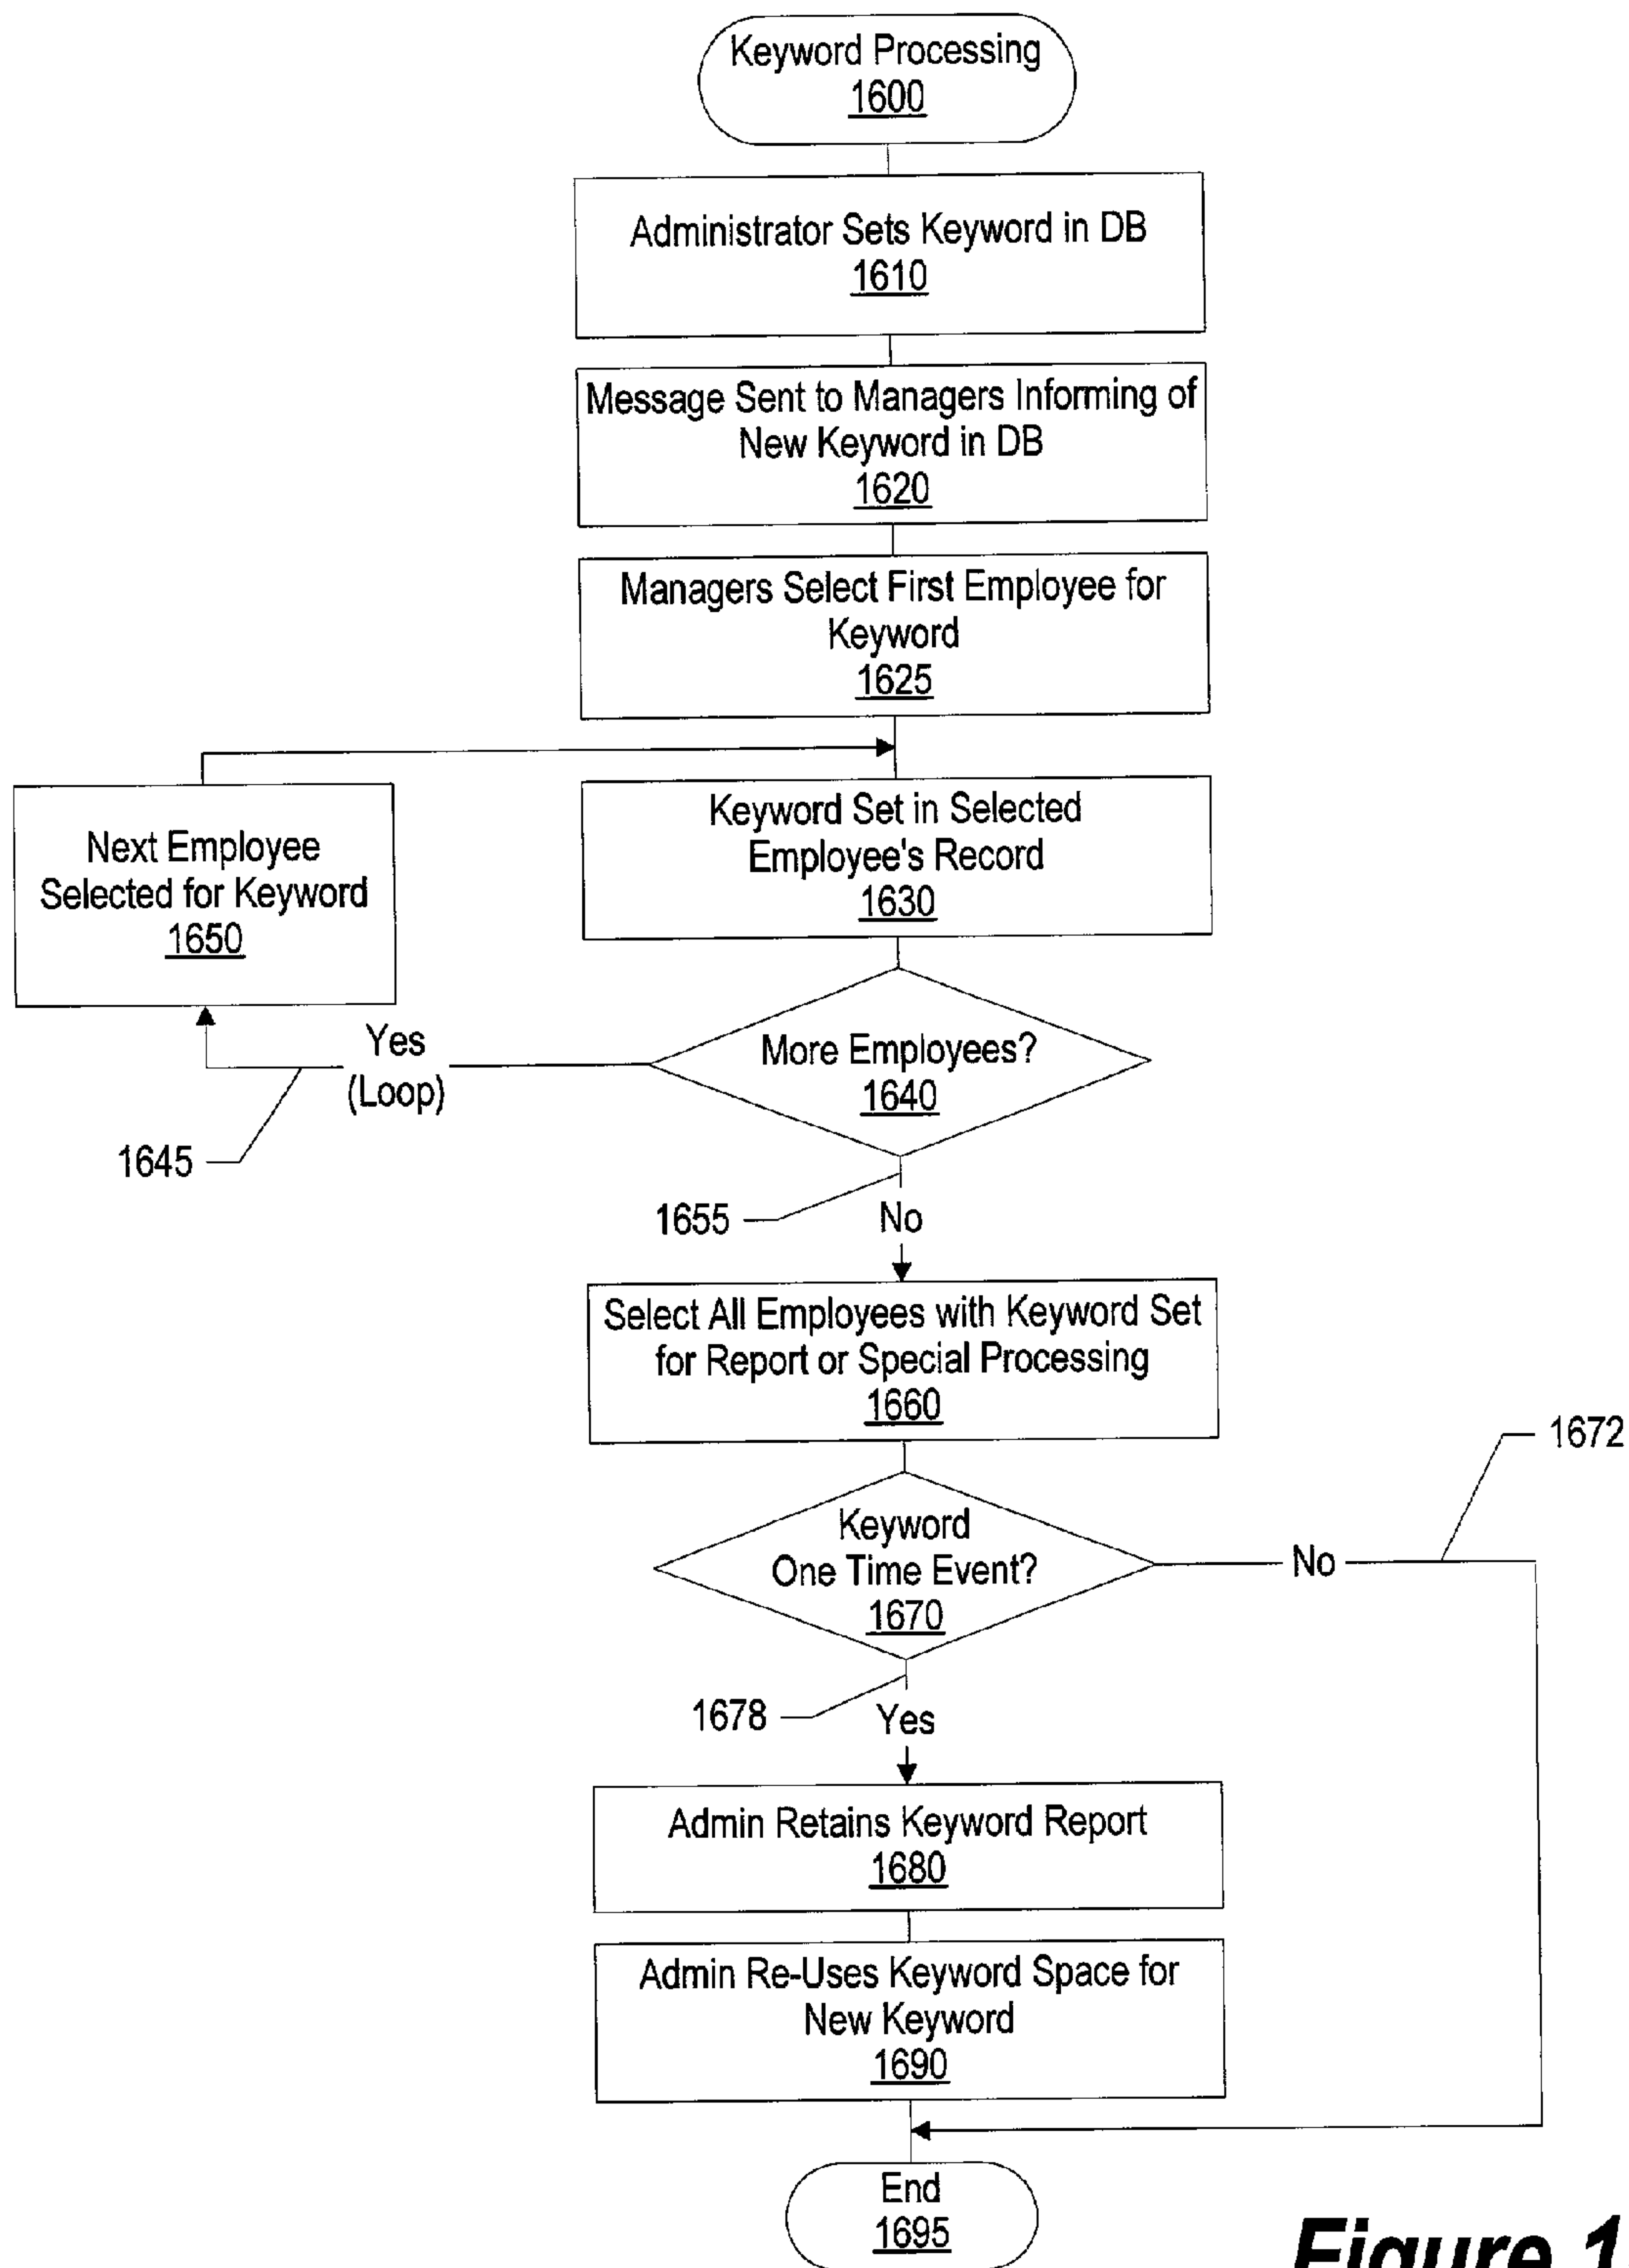 Keyword Processing
1600
Administrator Sets Keyword in DB
1610
Message Sent to Managers Informing of
New Keyword in DB
1620
Managers Select First Employee for
Keyword
1625
Next Employee
Selected for Keyword
1650
Keyword Set in Selected
Employee's Record
1630
More Employees?
1640
Yes
(Loop)
1645
1655
No
Select All Employees with Keyword Set
for Report or Special Processing
1660
1672
Keyword
One Time Event?
1670
No
1678
Yes
Admin Retains Keyword Report
1680
Admin Re-Uses Keyword Space for
New Keyword
1690
End
1695
Figure 1